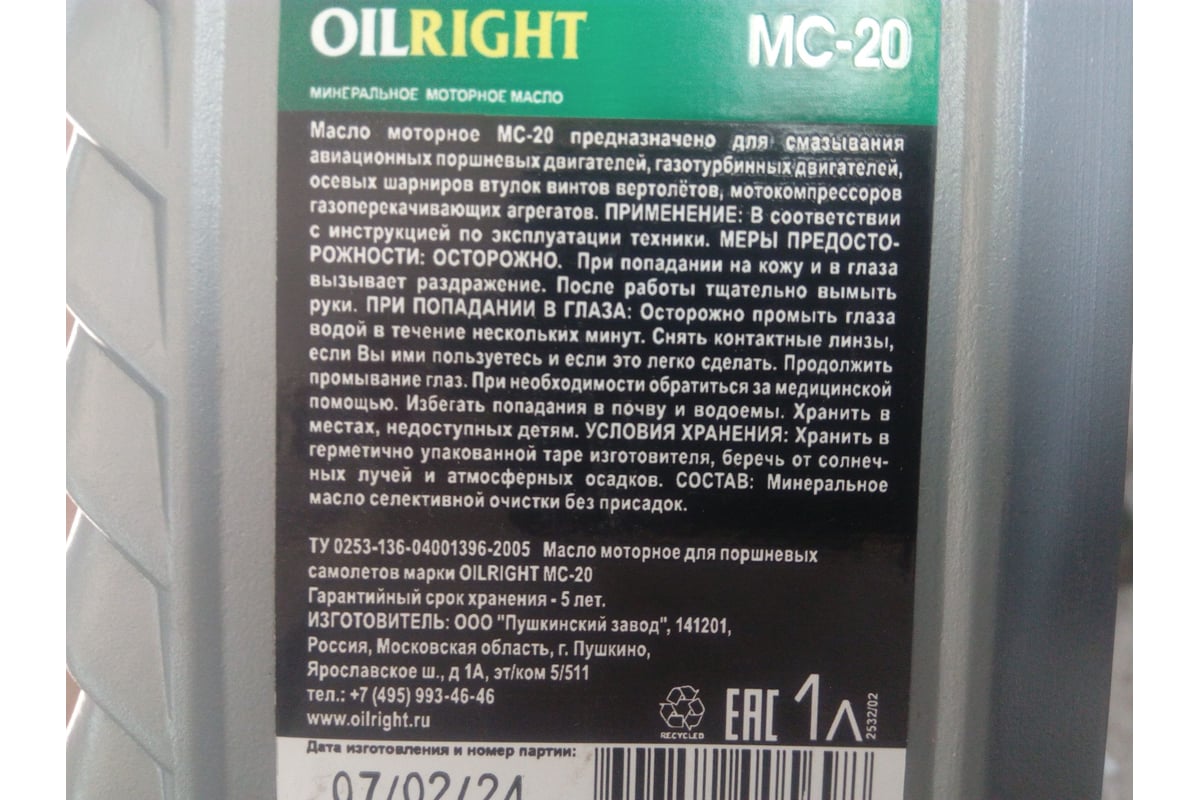 OILRIGHT МС-20
МИНЕРАЛЬНОЕ МОТОРНОЕ МАСЛО
Масло моторное МС-20 предназначено для смазывания
авиационных поршневых двигателей, газотурбинных двигателей,
осевых шарниров втулок винтов вертолётов, мотокомпрессоров
газоперекачивающих агрегатов. ПРИМЕНЕНИЕ: В соответствии
с инструкцией по эксплуатации техники. МЕРЫ ПРЕДОСТО-
РОЖНОСТИ: ОСТОРОЖНО. При попадании на кожу и в глаза
вызывает раздражение. После работы тщательно вымыть
руки. ПРИ ПОПАДАНИИ В ГЛАЗА: Осторожно промыть глаза
водой в течение нескольких минут. Снять контактные линзы,
если Вы ими пользуетесь и если это легко сделать. Продолжить
промывание глаз. При необходимости обратиться за медицинской
помощью. Избегать попадания в почву и водоемы. Хранить в
местах, недоступных детям. УСЛОВИЯ ХРАНЕНИЯ: Хранить в
герметично упакованной таре изготовителя, беречь от солнеч-
ных лучей и атмосферных осадков. СОСТАВ: Минеральное
масло селективной очистки без присадок.
ТУ 0253-136-04001396-2005 Масло моторное для поршневых
самолетов марки OILRIGHT МС-20
Гарантийный срок хранения - 5 лет.
ИЗГОТОВИТЕЛЬ: ООО "Пушкинский завод", 141201,
Россия, Московская область, г. Пушкино,
Ярославское ш., д 1А, эт/ком 5/511
тел.: +7 (495) 993-46-46
www.oilright.ru
RECYCLED
EAC 1л
2532/02
Дата изготовления и номер партии:
07/02/24